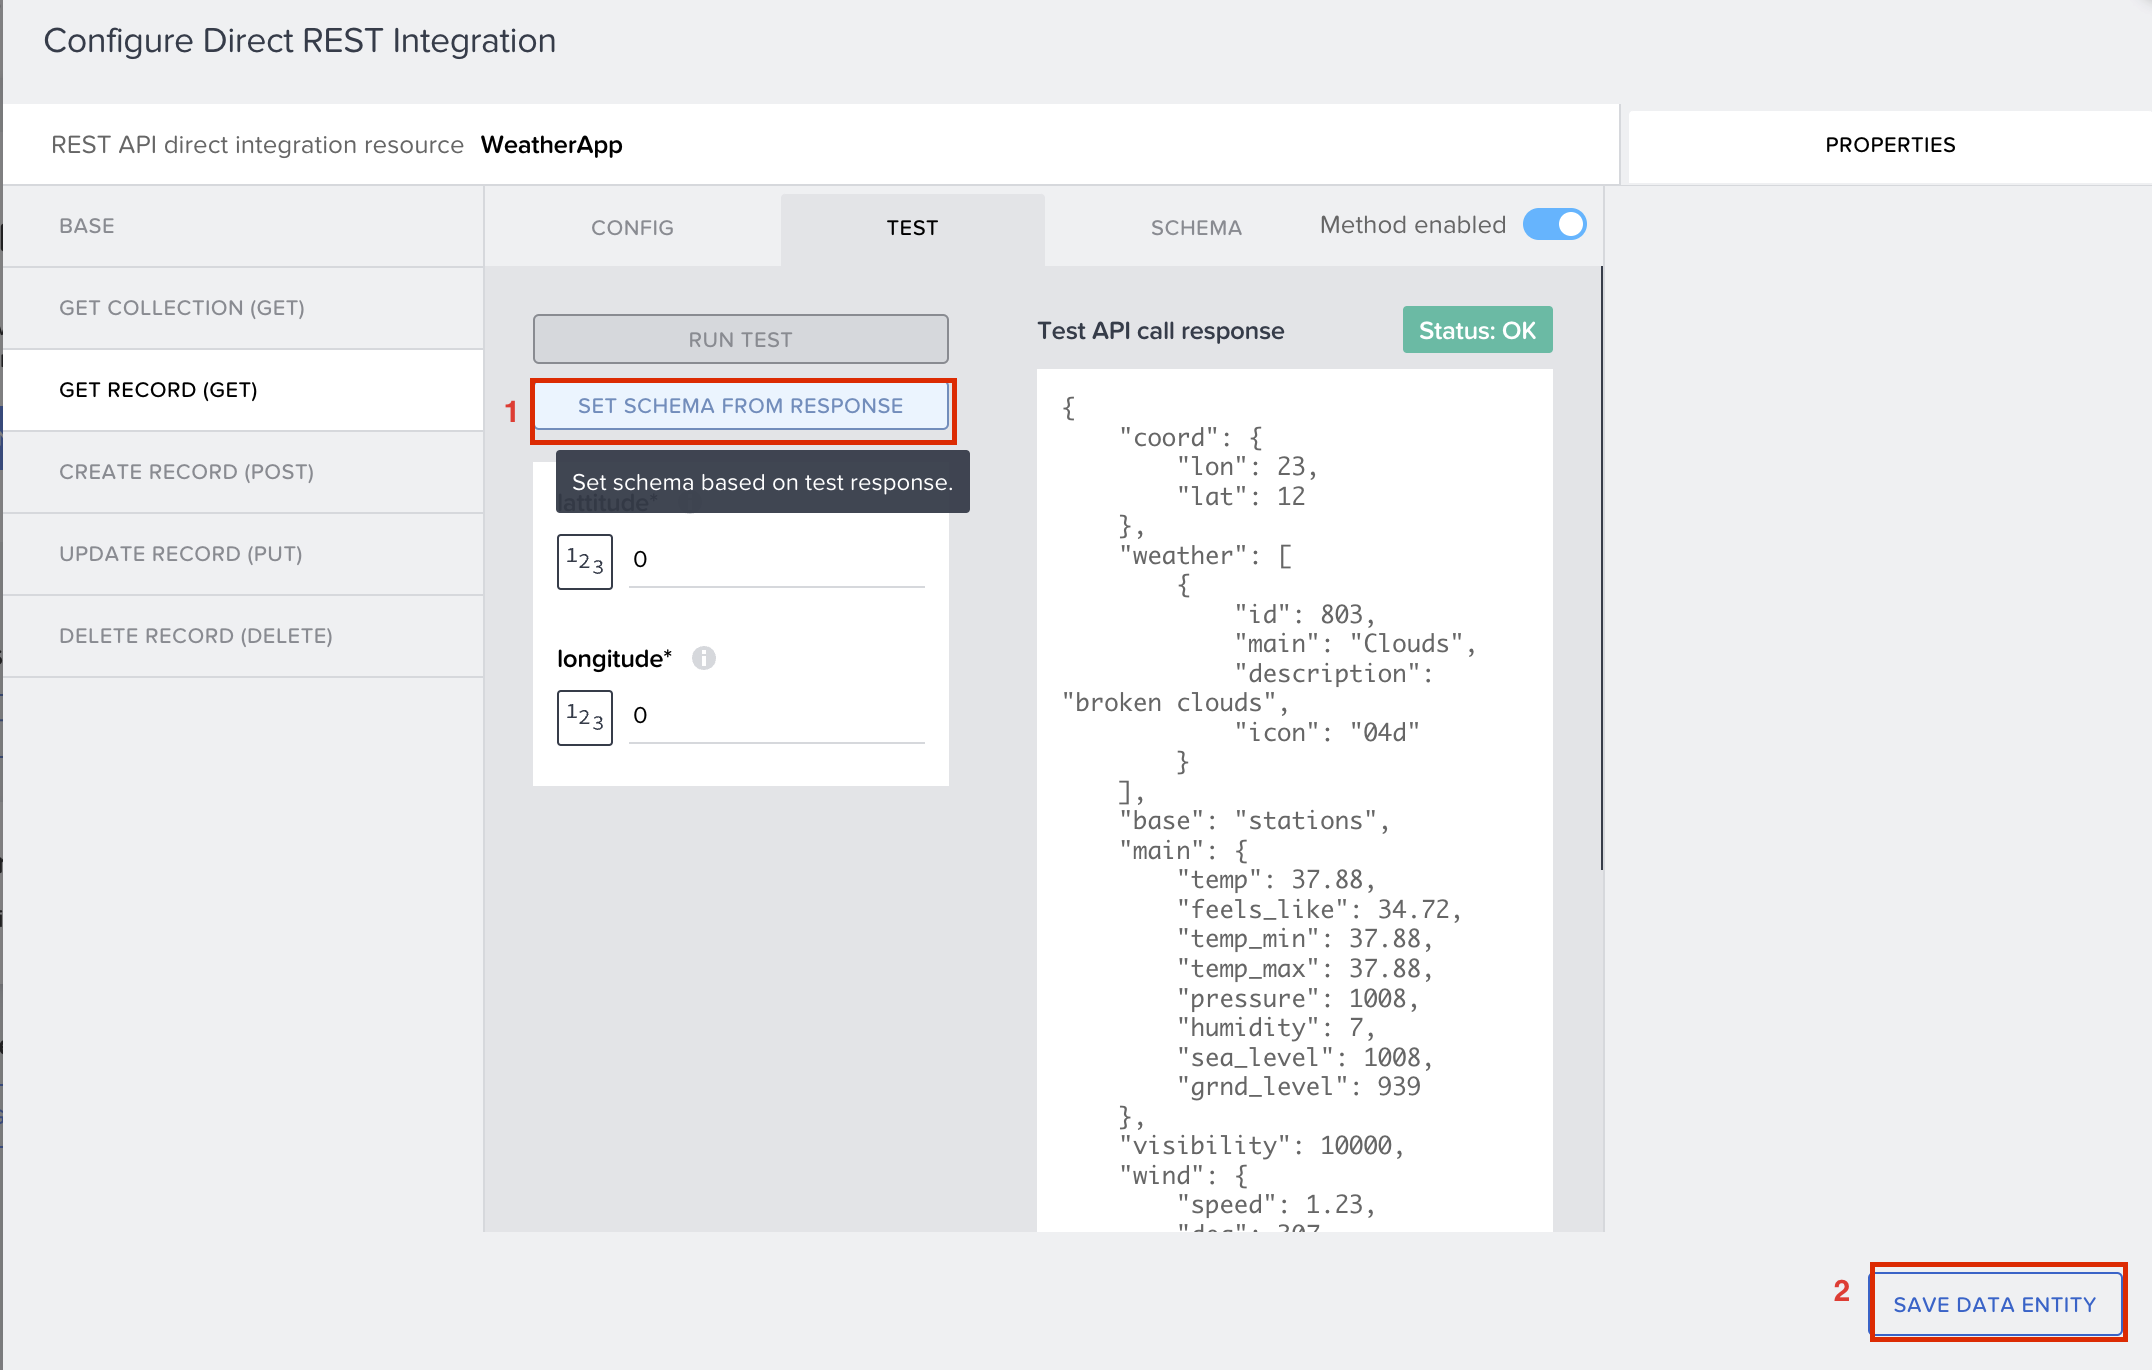 Configure Direct REST Integration
REST API direct integration resource WeatherApp
PROPERTIES
BASE
GET COLLECTION (GET)
GET RECORD (GET)
CREATE RECORD (POST)
UPDATE RECORD (PUT)
DELETE RECORD (DELETE)
CONFIG
TEST
SCHEMA
Method enabled
RUN TEST
1
SET SCHEMA FROM RESPONSE
Set schema based on test response.
lattitude*
123
0
longitude*
123
0
Test API call response
Status: OK
{
"coord": {
"lon": 23,
"lat": 12
},
"weather": [
{
"id": 803,
"main": "Clouds",
"description":
"broken clouds",
"icon": "04d"
}
],
"base": "stations",
"main": {
"temp": 37.88,
"feels_like": 34.72,
"temp_min": 37.88,
"temp_max": 37.88,
"pressure": 1008,
"humidity": 7,
"sea_level": 1008,
"grnd_level": 939
},
"visibility": 10000,
"wind": {
"speed": 1.23,
2
SAVE DATA ENTITY